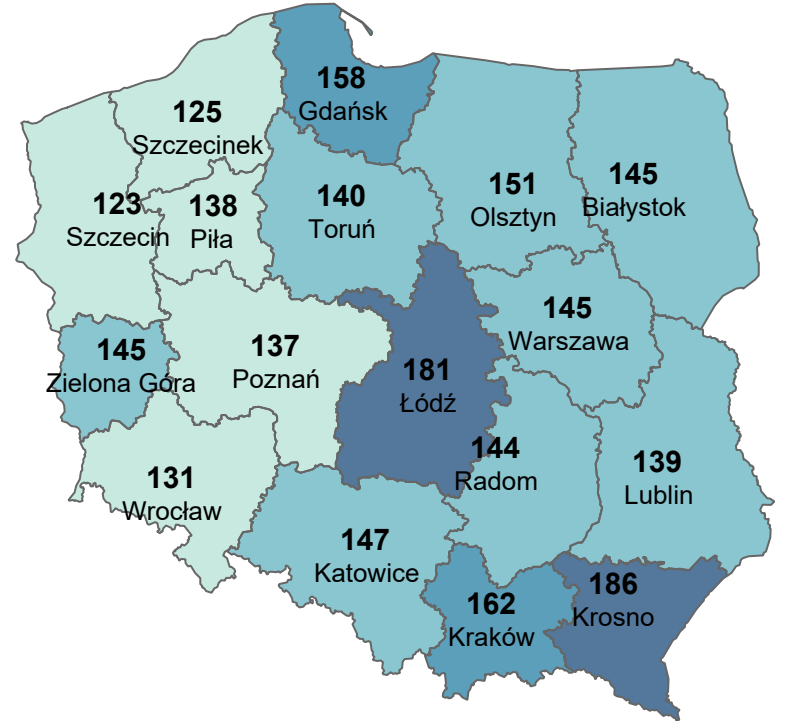 158
Gdańsk
125
Szczecinek
151
Olsztyn
145
Białystok
123
Szczecin
138
Piła
140
Toruń
145
Warszawa
145
Zielona Góra
137
Poznań
181
Łódź
144
Radom
139
Lublin
131
Wrocław
147
Katowice
162
Kraków
186
Krosno